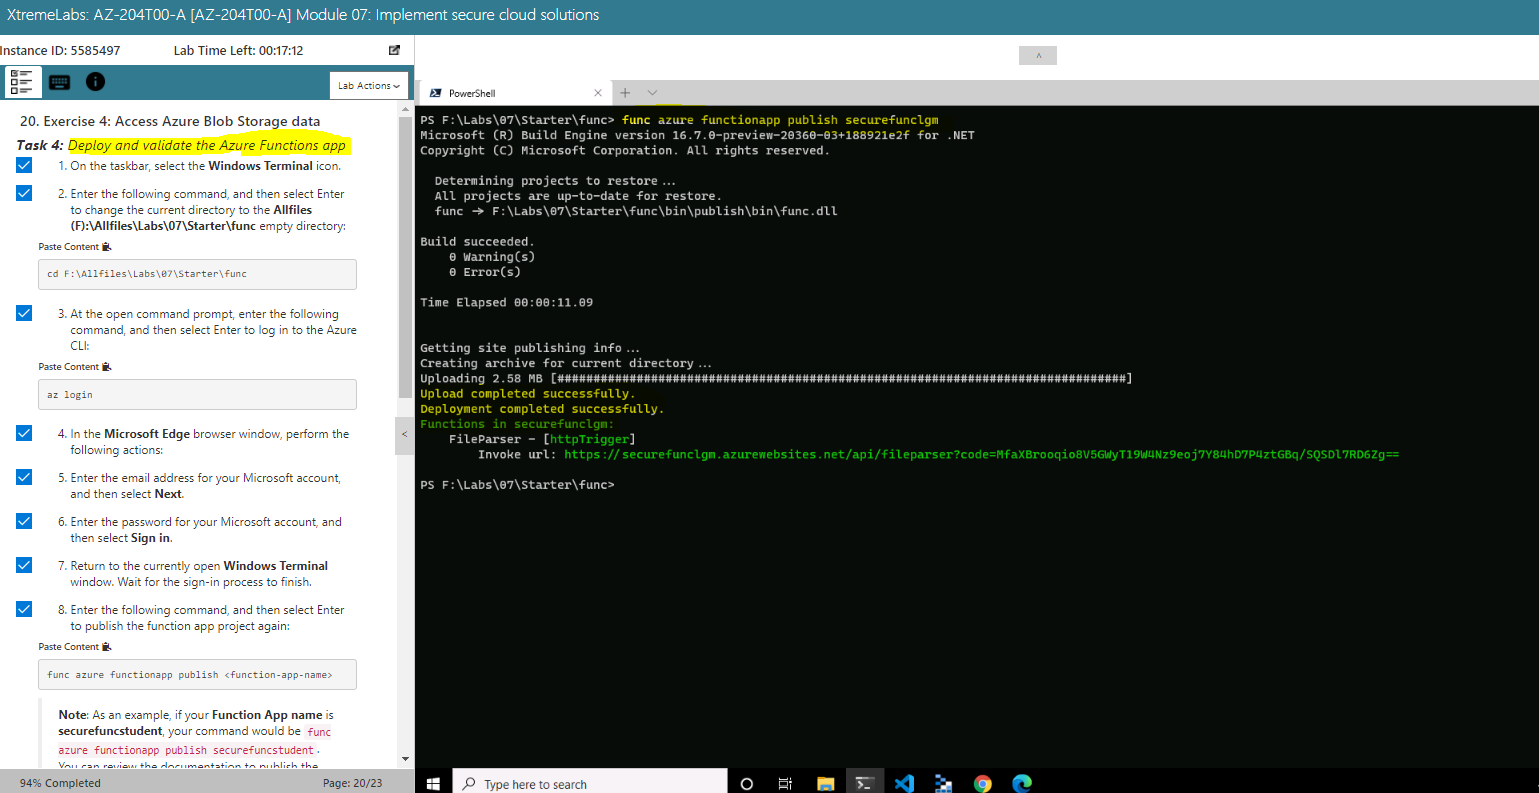 XtremeLabs: AZ-204T00-A [AZ-204T00-A] Module 07: Implement secure cloud solutions
Instance ID: 5585497
Lab Time Left: 00:17:12
Lab Actions
20. Exercise 4: Access Azure Blob Storage data
Task 4: Deploy and validate the Azure Functions app
1. On the taskbar, select the Windows Terminal icon.
2. Enter the following command, and then select Enter
to change the current directory to the Allfiles
(F):\Allfiles\Labs\07\Starter\func empty directory:
Paste Content
cd F:\Allfiles\Labs\07\Starter\func
3. At the open command prompt, enter the following
command, and then select Enter to log in to the Azure
CLI:
Paste Content
az login
4. In the Microsoft Edge browser window, perform the
following actions:
5. Enter the email address for your Microsoft account,
and then select Next.
6. Enter the password for your Microsoft account, and
then select Sign in.
7. Return to the currently open Windows Terminal
window. Wait for the sign-in process to finish.
8. Enter the following command, and then select Enter
to publish the function app project again:
Paste Content
func azure functionapp publish <function-app-name>
Note: As an example, if your Function App name is
securefuncstudent, your command would be func
azure functionapp publish securefuncstudent.
You can review the documentation to publish the
94% Completed
Page: 20/23
PowerShell
PS F:\Labs\07\Starter\func> func azure functionapp publish securefunclgm
Microsoft (R) Build Engine version 16.7.0-preview-20360-03+188921e2f for .NET
Copyright (C) Microsoft Corporation. All rights reserved.
Determining projects to restore...
All projects are up-to-date for restore.
func -> F:\Labs\07\Starter\func\bin\publish\bin\func.dll
Build succeeded.
0 Warning(s)
0 Error(s)
Time Elapsed 00:00:11.09
Getting site publishing info...
Creating archive for current directory...
Uploading 2.58 MB [###############################################################################]
Upload completed successfully.
Deployment completed successfully.
Functions in securefunclgm:
FileParser - [httpTrigger]
Invoke url: https://securefunclgm.azurewebsites.net/api/fileparser?code=MfaXBrooqio8V5GWyT19W4Nz9eoj7Y84hD7P4ztGBq/SQSDl7RD6Zg==
PS F:\Labs\07\Starter\func>
Type here to search